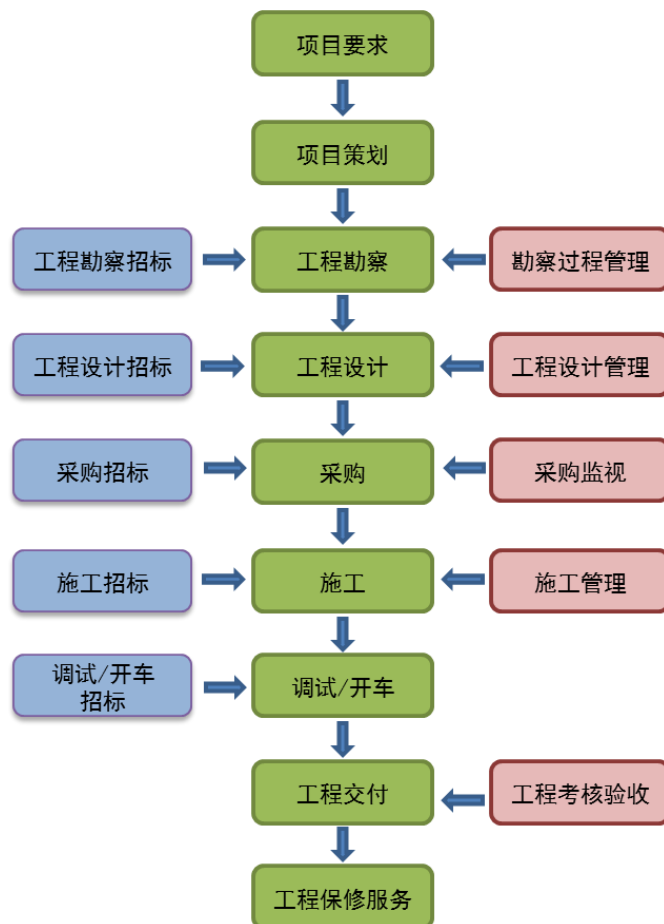 项目要求
项目策划
工程勘察招标
工程勘察
勘察过程管理
工程设计招标
工程设计
工程设计管理
采购招标
采购
采购监视
施工招标
施工
施工管理
调试/开车
招标
调试/开车
工程交付
工程考核验收
工程保修服务